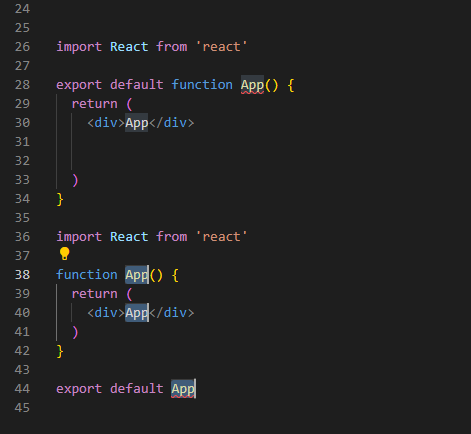 24
25
26 import React from 'react'
27
28 export default function App() {
29   return (
30     <div>App</div>
31
32
33   )
34 }
35
36 import React from 'react'
37
38 function App() {
39   return (
40     <div>App</div>
41   )
42 }
43
44 export default App
45